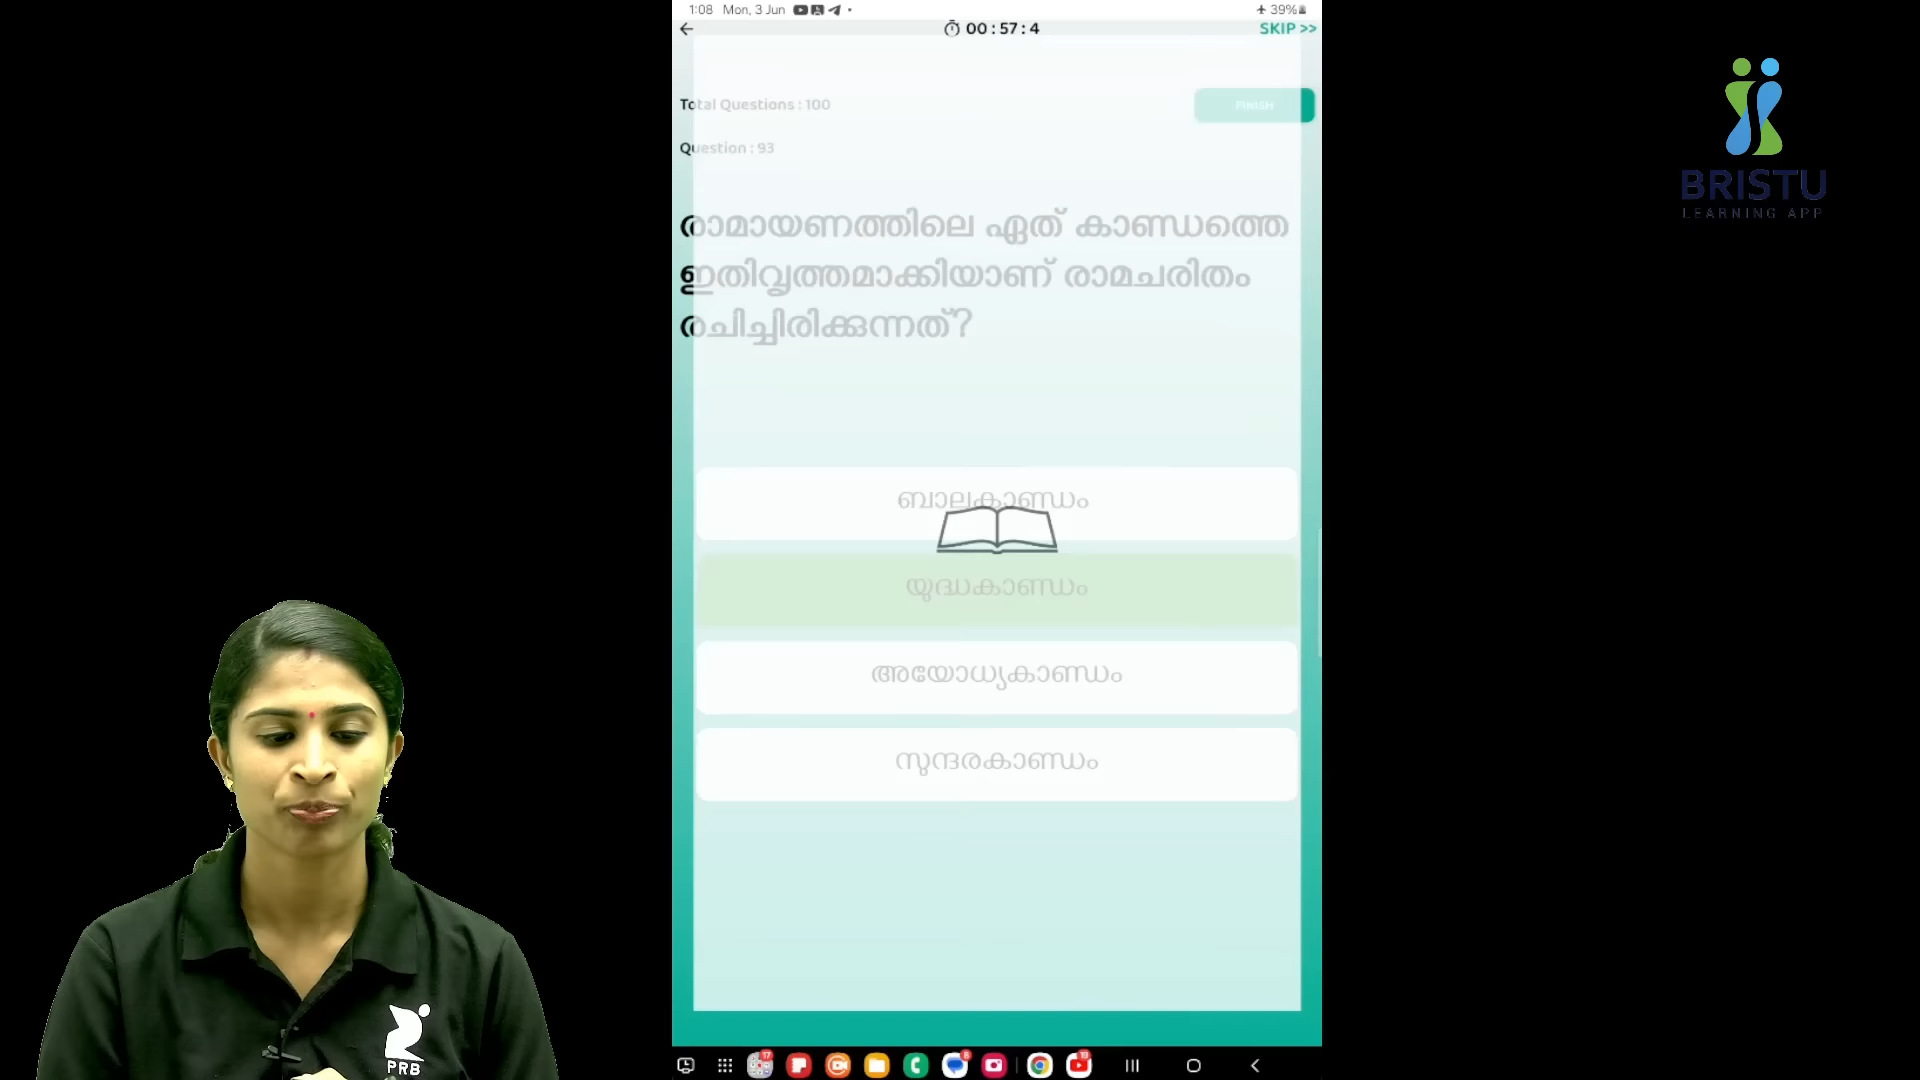 1:08 Mon, 3 Jun
39%
00 : 57 : 4
SKIP >>
Total Questions : 100
FINISH
Question : 93
രാമായണത്തിലെ ഏത് കാണ്ഡത്തെ
ഇതിവൃത്തമാക്കിയാണ് രാമചരിതം
രചിച്ചിരിക്കുന്നത്?
ബാലകാണ്ഡം
യുദ്ധകാണ്ഡം
അയോധ്യകാണ്ഡം
സുന്ദരകാണ്ഡം
BRISTU
LEARNING APP
PRB
17